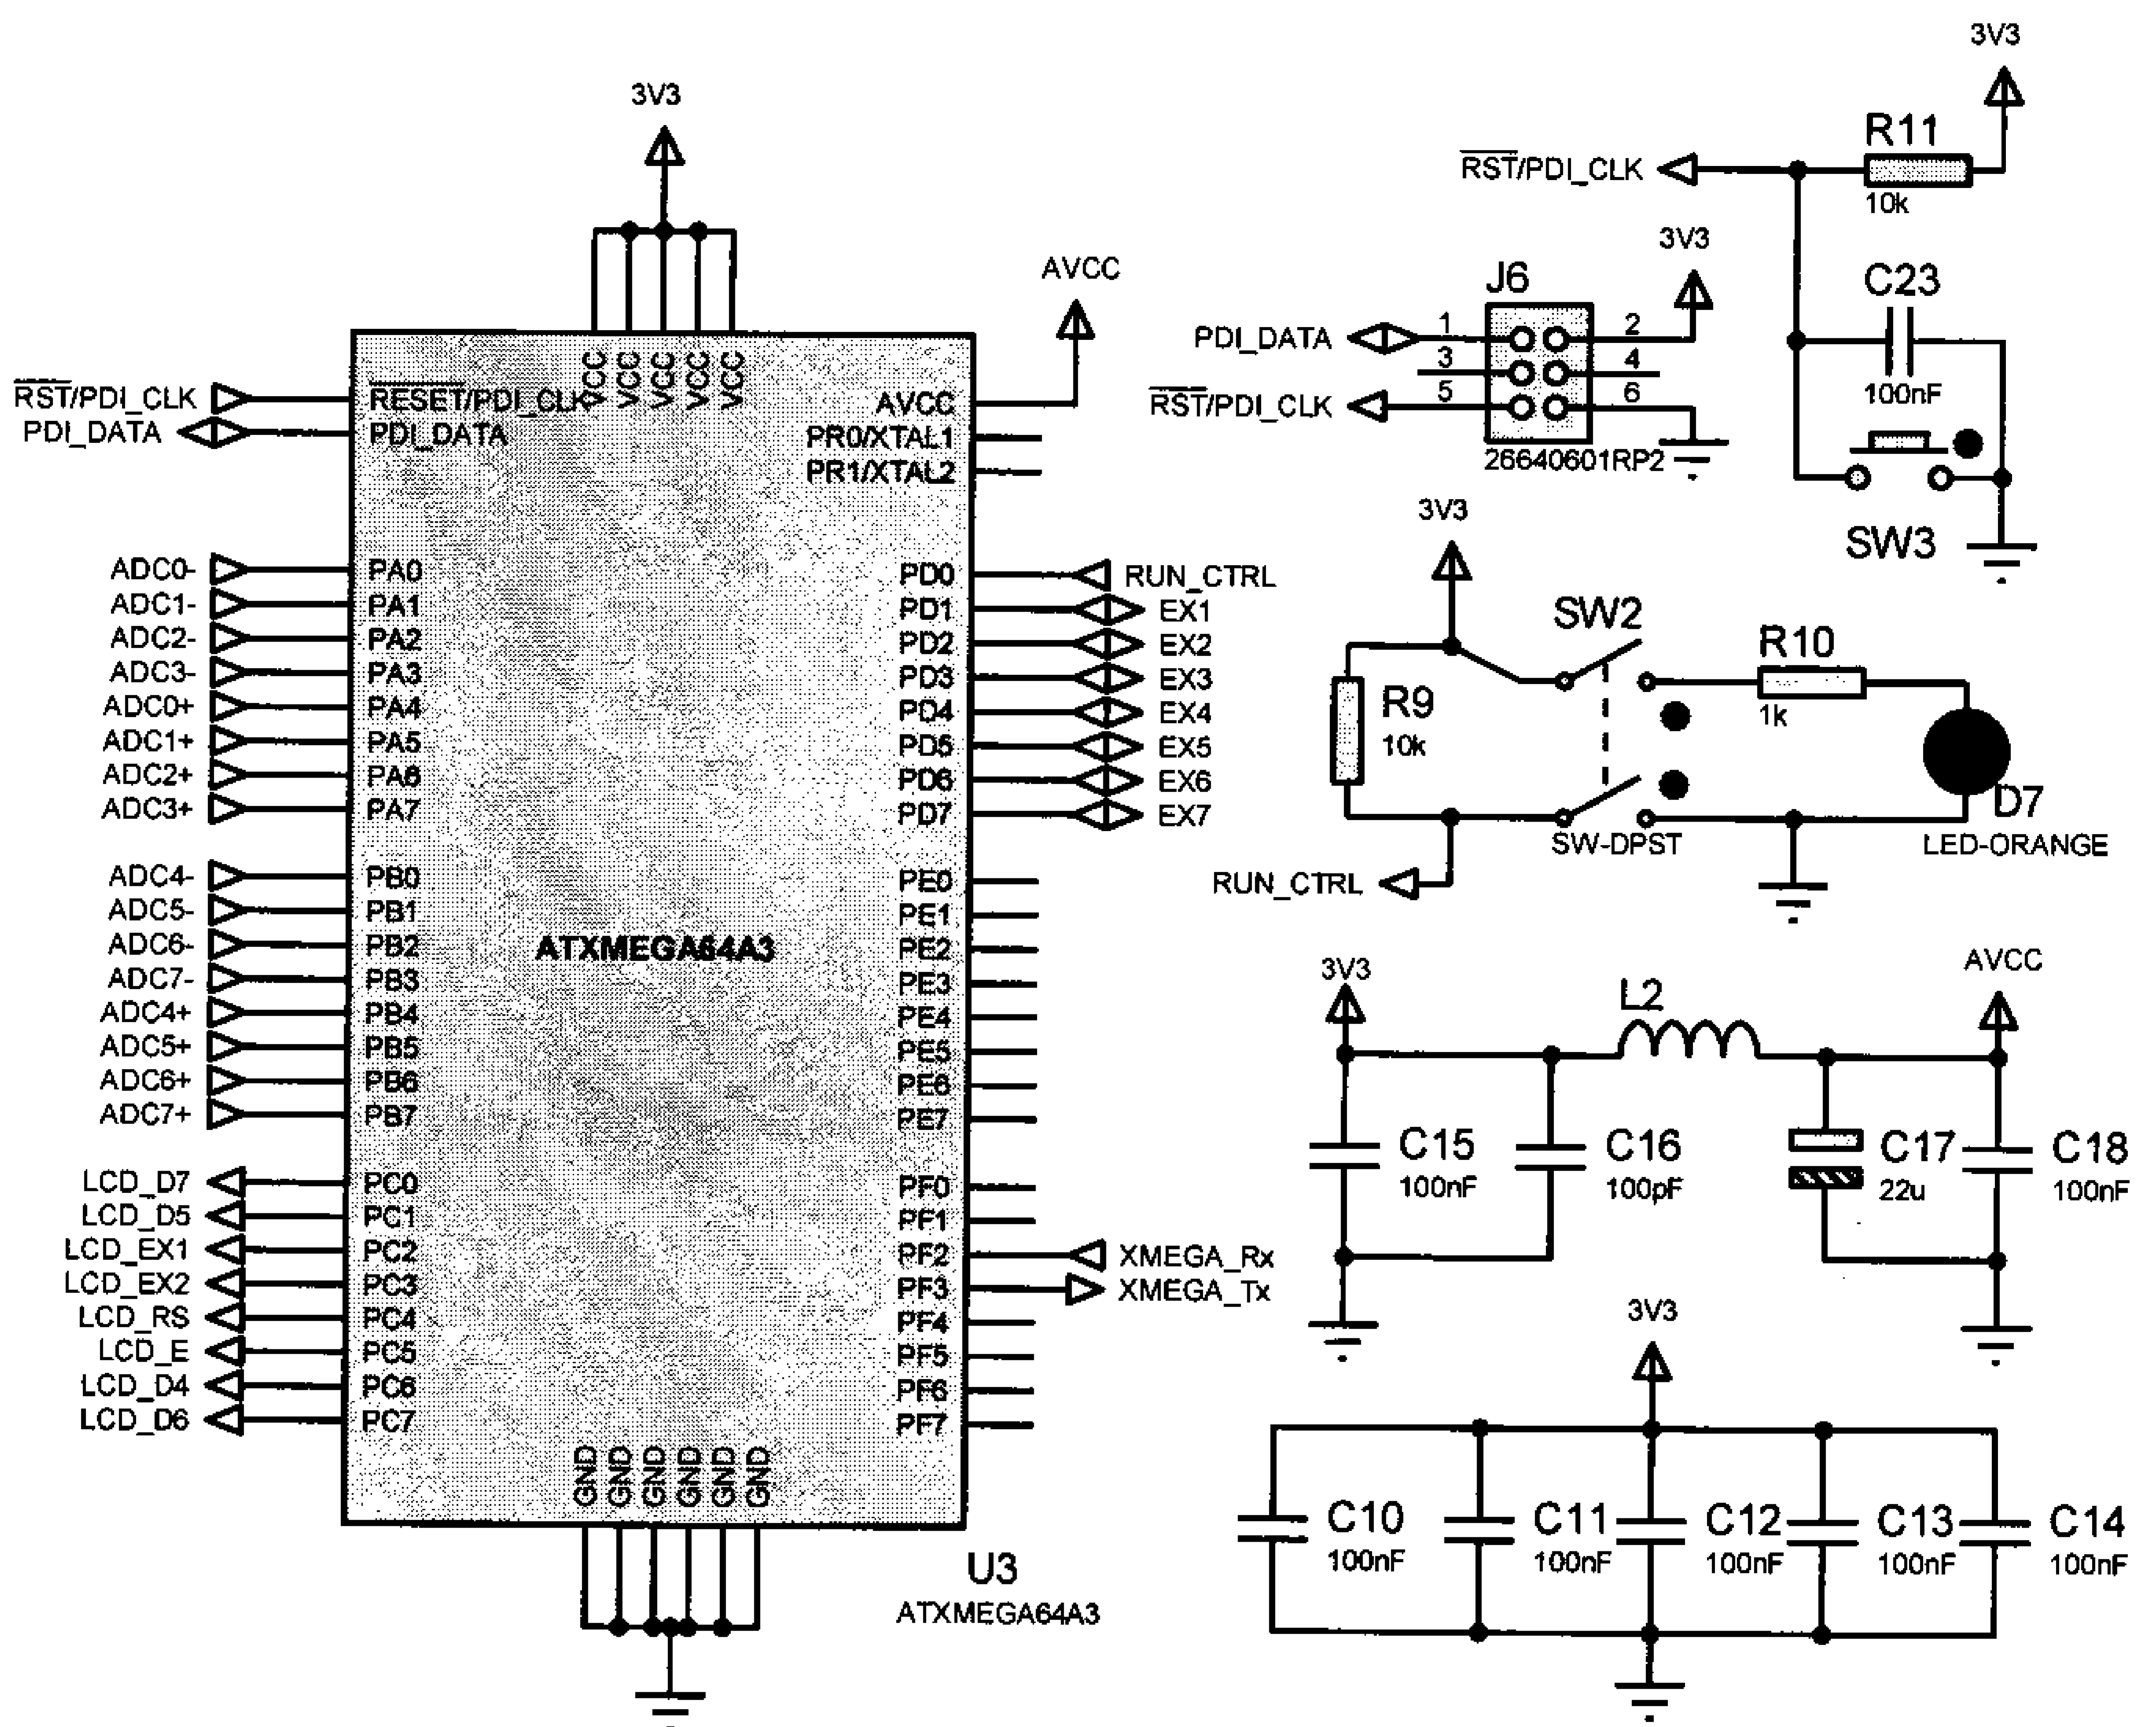 3V3
VCC
VCC
VCC
VCC
VCC
RST/PDI_CLK
PDI_DATA
RESET/PDI_CLK
PDI_DATA
AVCC
AVCC
PR0/XTAL1
PR1/XTAL2
ADC0- PA0
ADC1- PA1
ADC2- PA2
ADC3- PA3
ADC0+ PA4
ADC1+ PA5
ADC2+ PA6
ADC3+ PA7
ADC4- PB0
ADC5- PB1
ADC6- PB2
ADC7- PB3
ADC4+ PB4
ADC5+ PB5
ADC6+ PB6
ADC7+ PB7
LCD_D7 PC0
LCD_D5 PC1
LCD_EX1 PC2
LCD_EX2 PC3
LCD_RS PC4
LCD_E PC5
LCD_D4 PC6
LCD_D6 PC7
ATXMEGA64A3
PD0 RUN_CTRL
PD1 EX1
PD2 EX2
PD3 EX3
PD4 EX4
PD5 EX5
PD6 EX6
PD7 EX7
PE0
PE1
PE2
PE3
PE4
PE5
PE6
PE7
PF0
PF1
PF2 XMEGA_Rx
PF3 XMEGA_Tx
PF4
PF5
PF6
PF7
GND
GND
GND
GND
GND
GND
U3
ATXMEGA64A3
3V3
RST/PDI_CLK
R11
10k
C23
100nF
SW3
3V3
J6
PDI_DATA 1 2
3 4
RST/PDI_CLK 5 6
26640601RP2
3V3
SW2
R10
1k
R9
10k
D7
LED-ORANGE
SW-DPST
RUN_CTRL
3V3
L2
AVCC
C15
100nF
C16
100pF
C17
22u
C18
100nF
3V3
C10
100nF
C11
100nF
C12
100nF
C13
100nF
C14
100nF